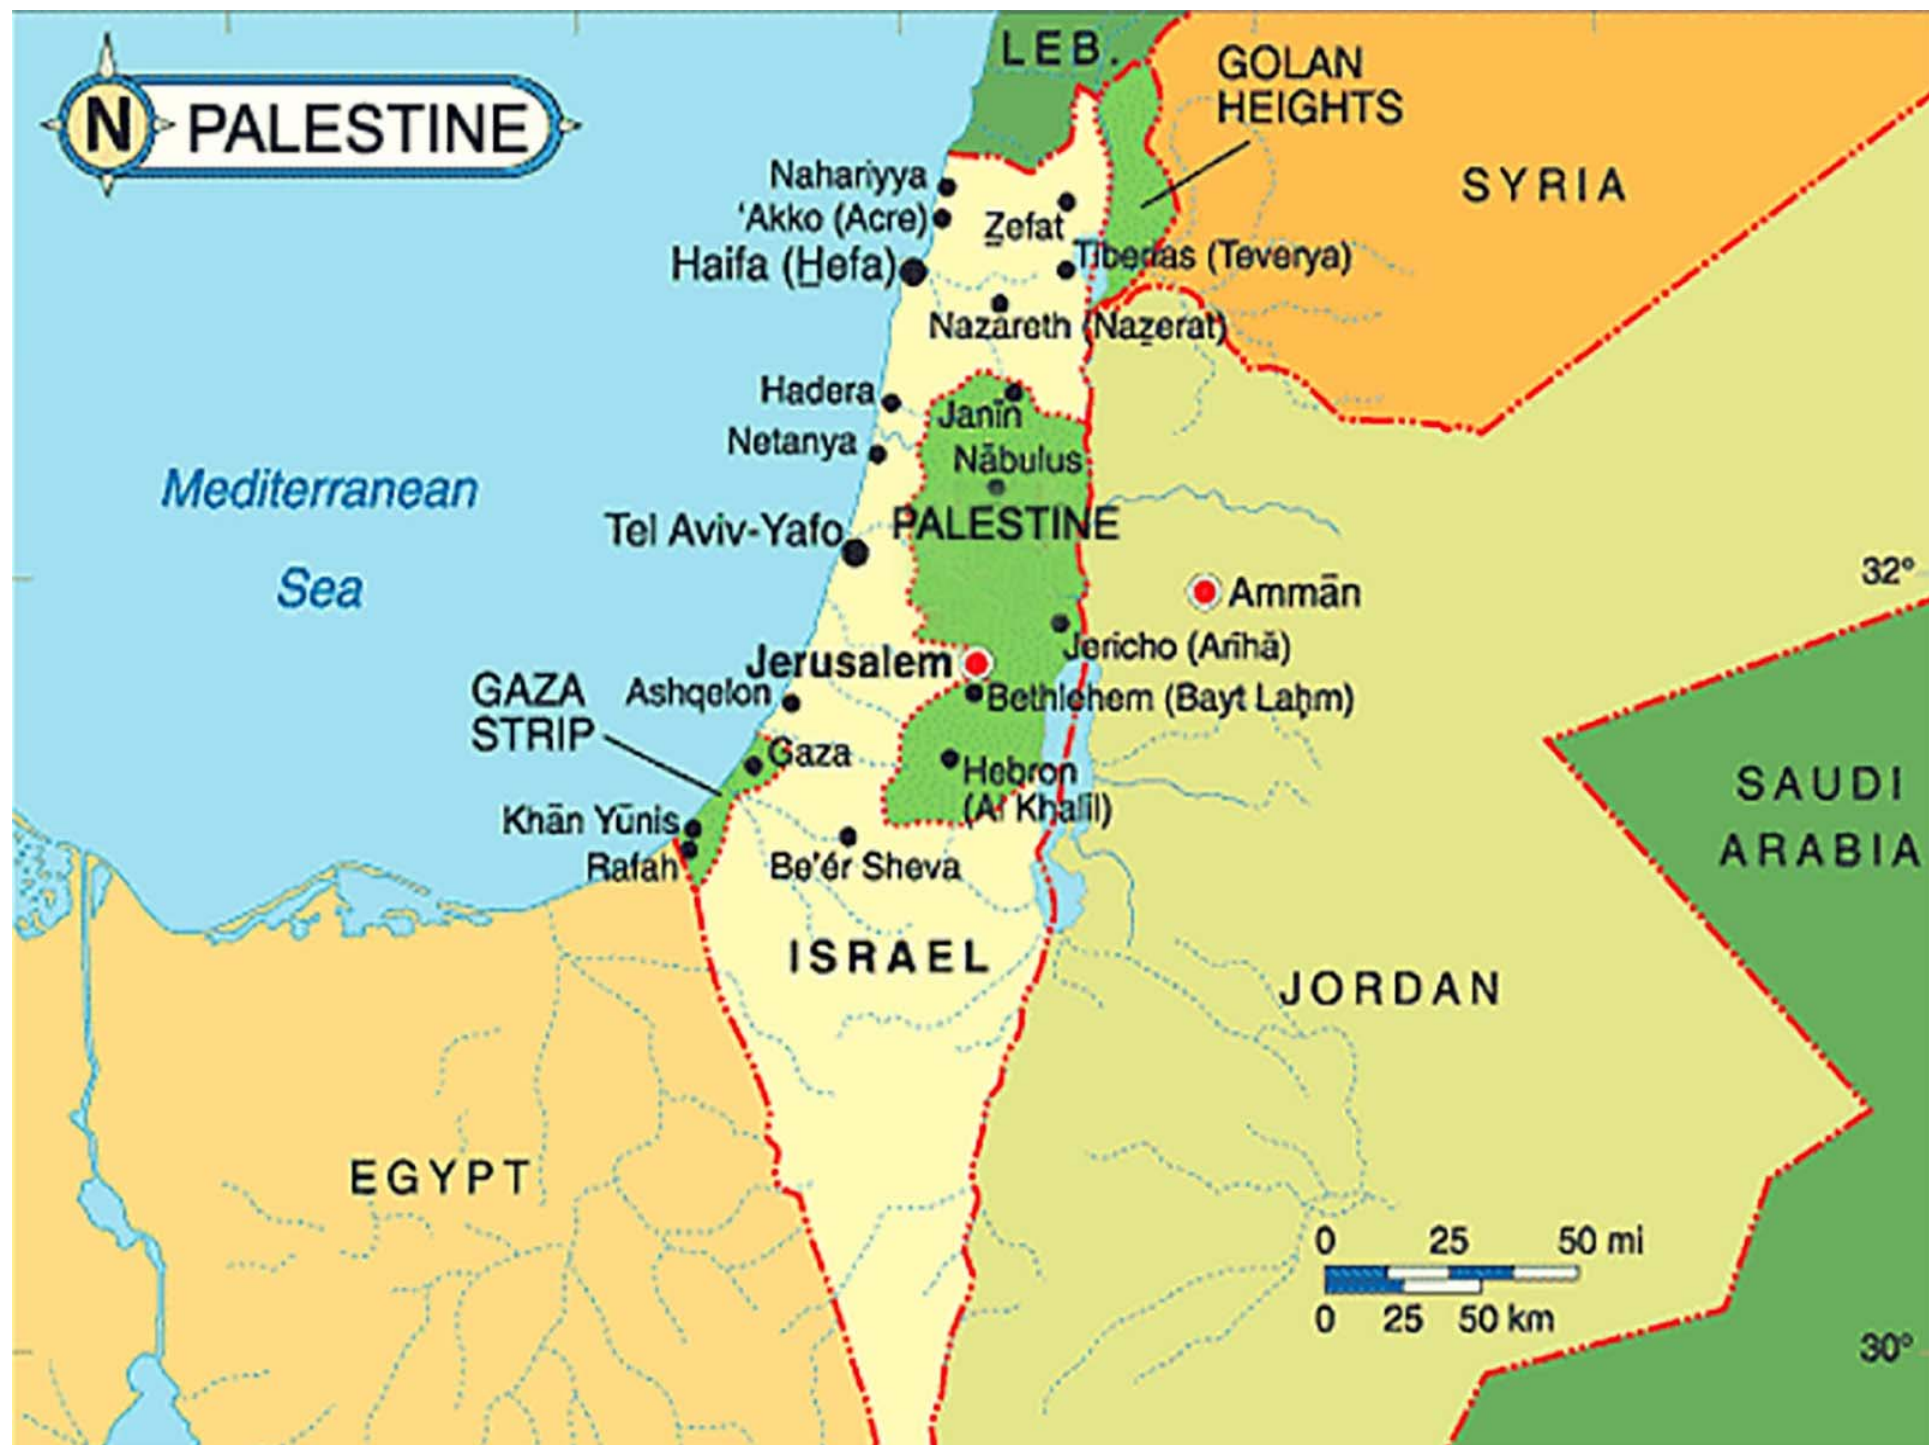 N PALESTINE
LEB.
GOLAN
HEIGHTS
SYRIA
Nahariyya
'Akko (Acre)
Zefat
Haifa (Hefa)
Tiberias (Teverya)
Nazareth (Nazerat)
Hadera
Janīn
Netanya
Nābulus
Mediterranean
Sea
Tel Aviv-Yafo
PALESTINE
32°
Ammān
Jericho (Arīhā)
Jerusalem
GAZA
STRIP
Ashqelon
Bethlehem (Bayt Laḥm)
Gaza
Hebron
(Al Khalīl)
SAUDI
ARABIA
Khān Yūnis
Rafah
Be'ér Sheva
ISRAEL
JORDAN
EGYPT
0 25 50 mi
0 25 50 km
30°